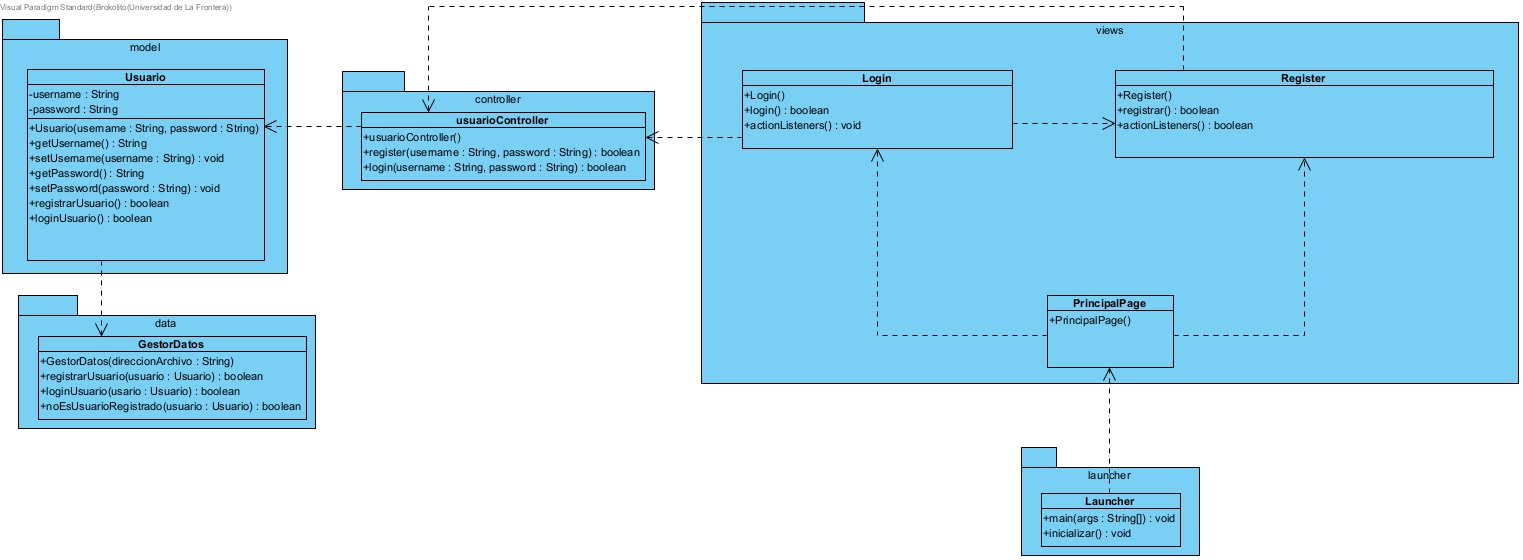 Visual Paradigm Standard(Brokolito(Universidad de La Frontera))
model
Usuario
-username : String
-password : String
+Usuario(username : String, password : String)
+getUsername() : String
+setUsername(username : String) : void
+getPassword() : String
+setPassword(password : String) : void
+registrarUsuario() : boolean
+loginUsuario() : boolean
data
GestorDatos
+GestorDatos(direccionArchivo : String)
+registrarUsuario(usuario : Usuario) : boolean
+loginUsuario(usario : Usuario) : boolean
+noEsUsuarioRegistrado(usuario : Usuario) : boolean
controller
usuarioController
+usuarioController()
+register(username : String, password : String) : boolean
+login(username : String, password : String) : boolean
views
Login
+Login()
+login() : boolean
+actionListeners() : void
Register
+Register()
+registrar() : boolean
+actionListeners() : boolean
PrincipalPage
+PrincipalPage()
launcher
Launcher
+main(args : String[]) : void
+inicializar() : void